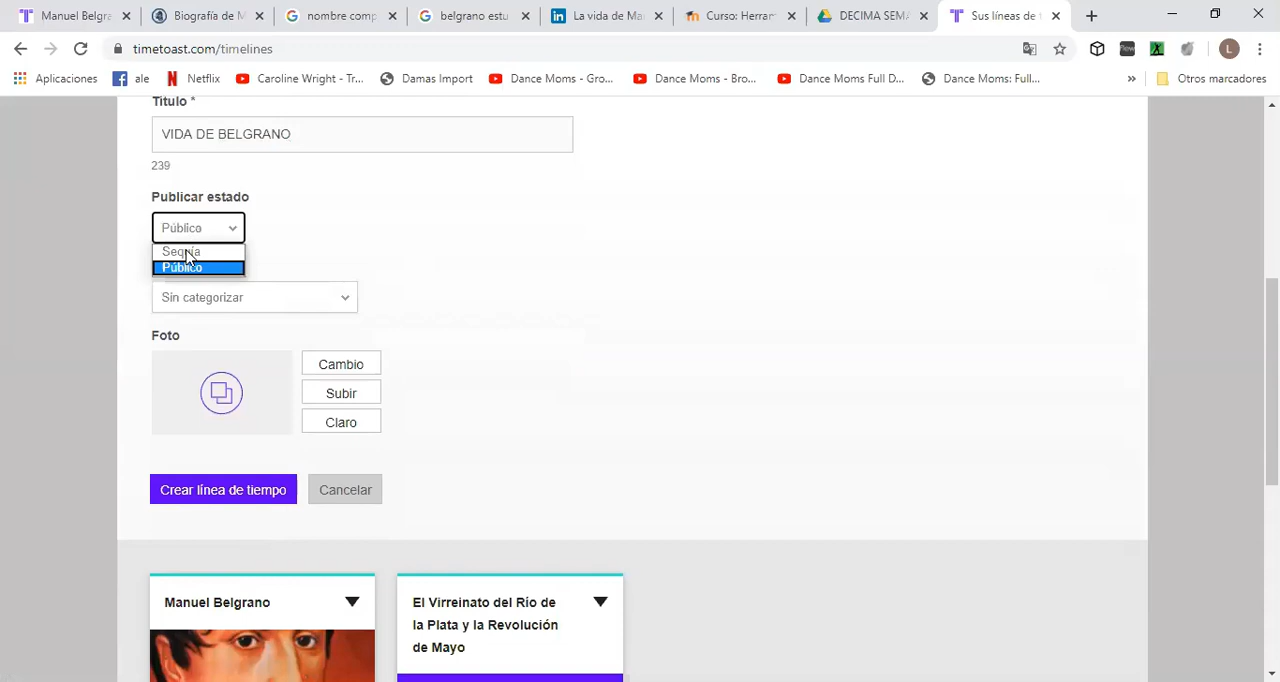 Manuel Belgra
Biografía de M
nombre comp
belgrano estu
La vida de Ma
Curso: Herran
DECIMA SEMA
Sus líneas de
timetoast.com/timelines
L
Aplicaciones
ale
Netflix
Caroline Wright - Tr...
Damas Import
Dance Moms - Gro...
Dance Moms - Bro...
Dance Moms Full D...
Dance Moms: Full...
»
Otros marcadores
Título *
VIDA DE BELGRANO
239
Publicar estado
Público
Sequía
Público
Sin categorizar
Foto
Cambio
Subir
Claro
Crear línea de tiempo
Cancelar
Manuel Belgrano
El Virreinato del Río de
la Plata y la Revolución
de Mayo